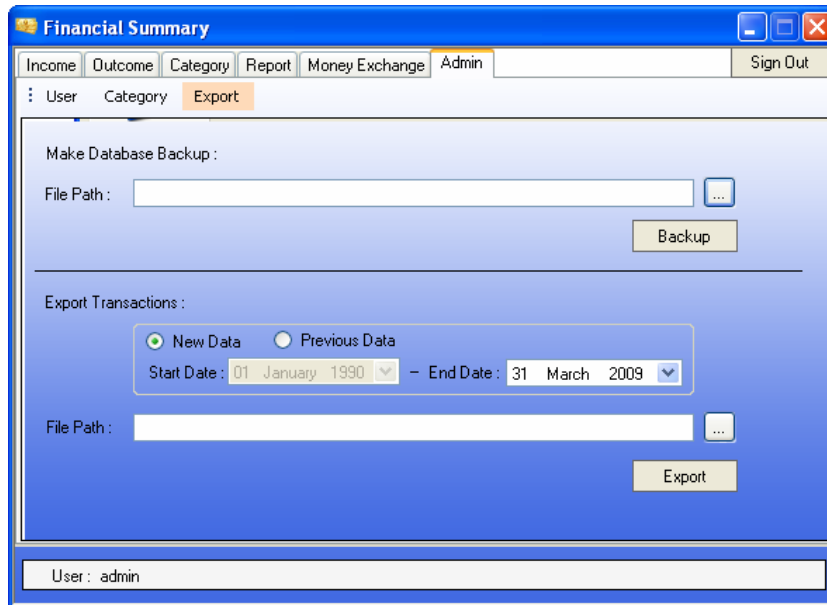 Financial Summary
Income Outcome Category Report Money Exchange Admin Sign Out
User Category Export
Make Database Backup :
File Path : ...
Backup
Export Transactions :
New Data Previous Data
Start Date : 01 January 1990 – End Date : 31 March 2009
File Path : ...
Export
User : admin